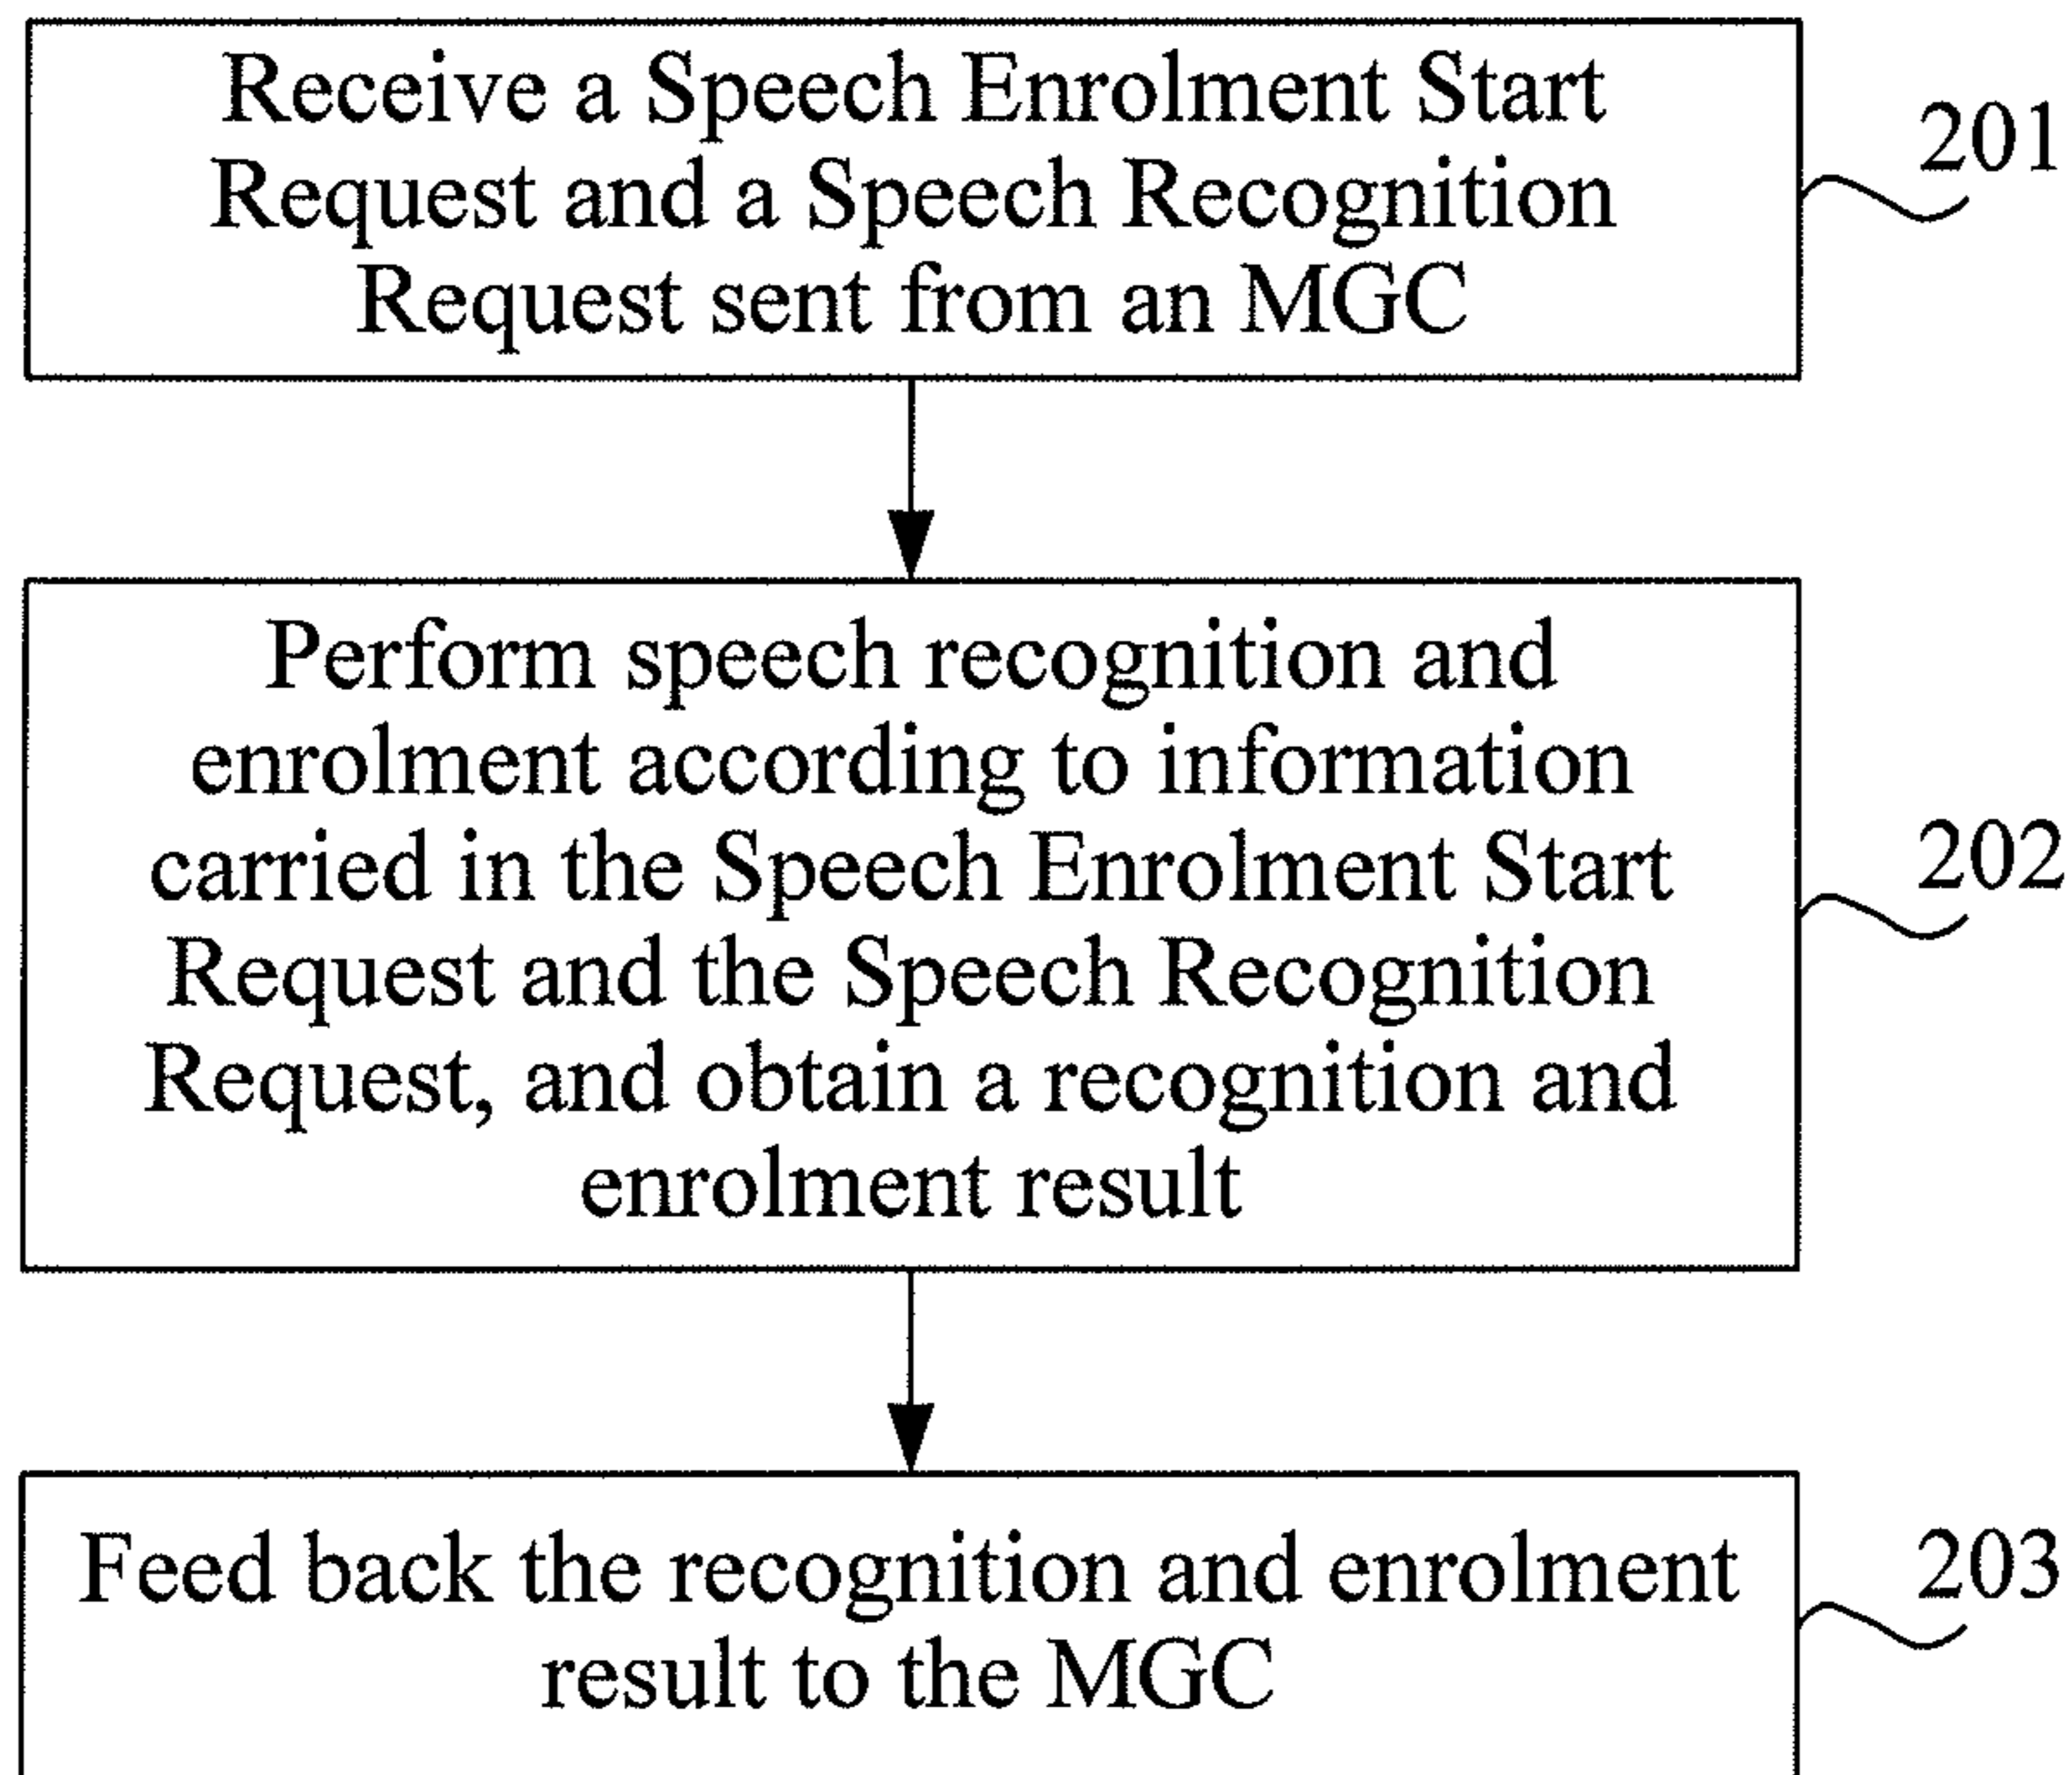 Receive a Speech Enrolment Start
Request and a Speech Recognition
Request sent from an MGC
201
Perform speech recognition and
enrolment according to information
carried in the Speech Enrolment Start
Request and the Speech Recognition
Request, and obtain a recognition and
enrolment result
202
Feed back the recognition and enrolment
result to the MGC
203